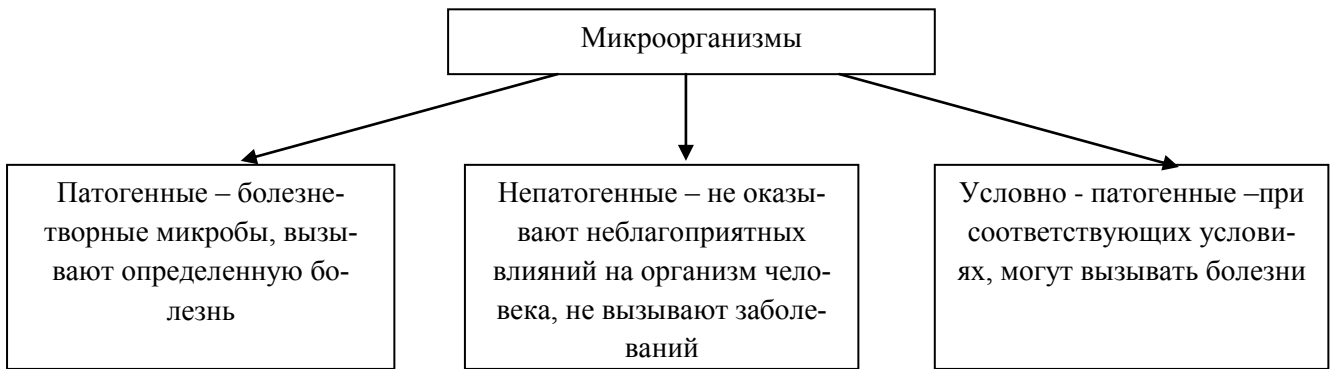 Микроорганизмы
Патогенные – болезне-
творные микробы, вызы-
вают определенную бо-
лезнь
Непатогенные – не оказы-
вают неблагоприятных
влияний на организм чело-
века, не вызывают заболе-
ваний
Условно - патогенные –при
соответствующих услови-
ях, могут вызывать болезни